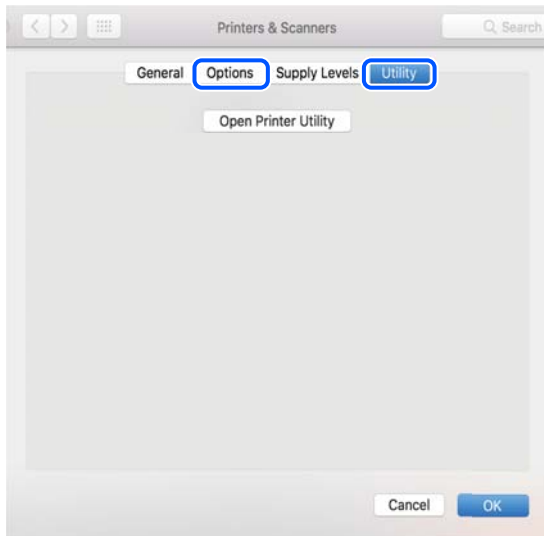 Printers & Scanners
Search
General Options Supply Levels Utility
Open Printer Utility
Cancel OK